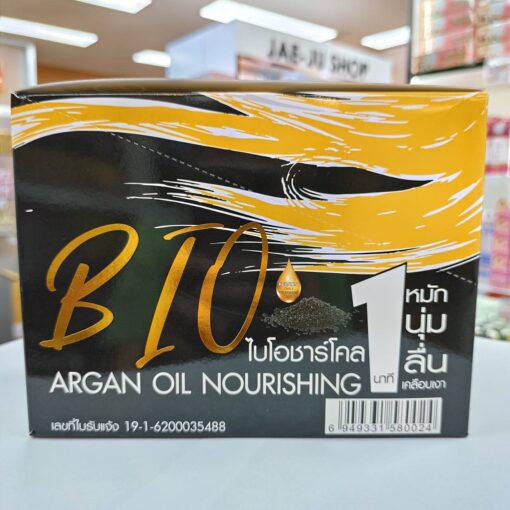 JAE-JU SHOP
BIO
ไบโอชาร์โคล
ARGAN OIL NOURISHING
1
นาที
หมัก
นุ่ม
ลื่น
เคลือบเงา
เลขที่ใบรับแจ้ง 19-1-6200035488
6 949331 580024